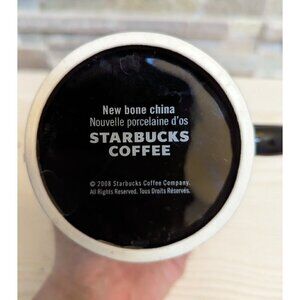 New bone china
Nouvelle porcelaine d'os
STARBUCKS
COFFEE
© 2008 Starbucks Coffee Company.
All Rights Reserved. Tous Droits Réservés.